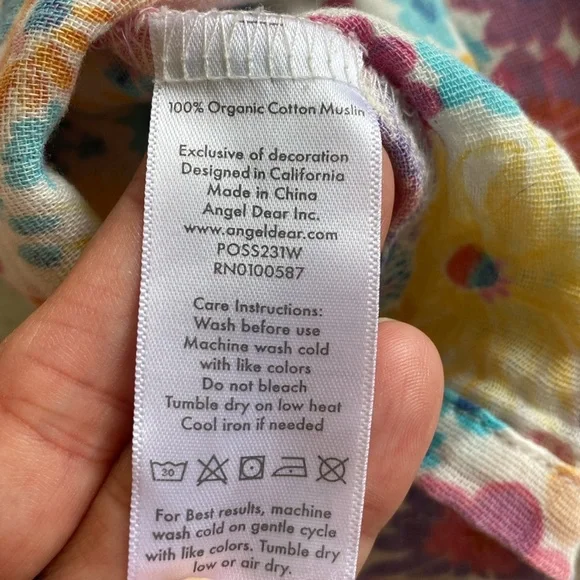 100% Organic Cotton Muslin
Exclusive of decoration
Designed in California
Made in China
Angel Dear Inc.
www.angeldear.com
POSS231W
RN0100587
Care Instructions:
Wash before use
Machine wash cold
with like colors
Do not bleach
Tumble dry on low heat
Cool iron if needed
30
For Best results, machine
wash cold on gentle cycle
with like colors. Tumble dry
low or air dry.